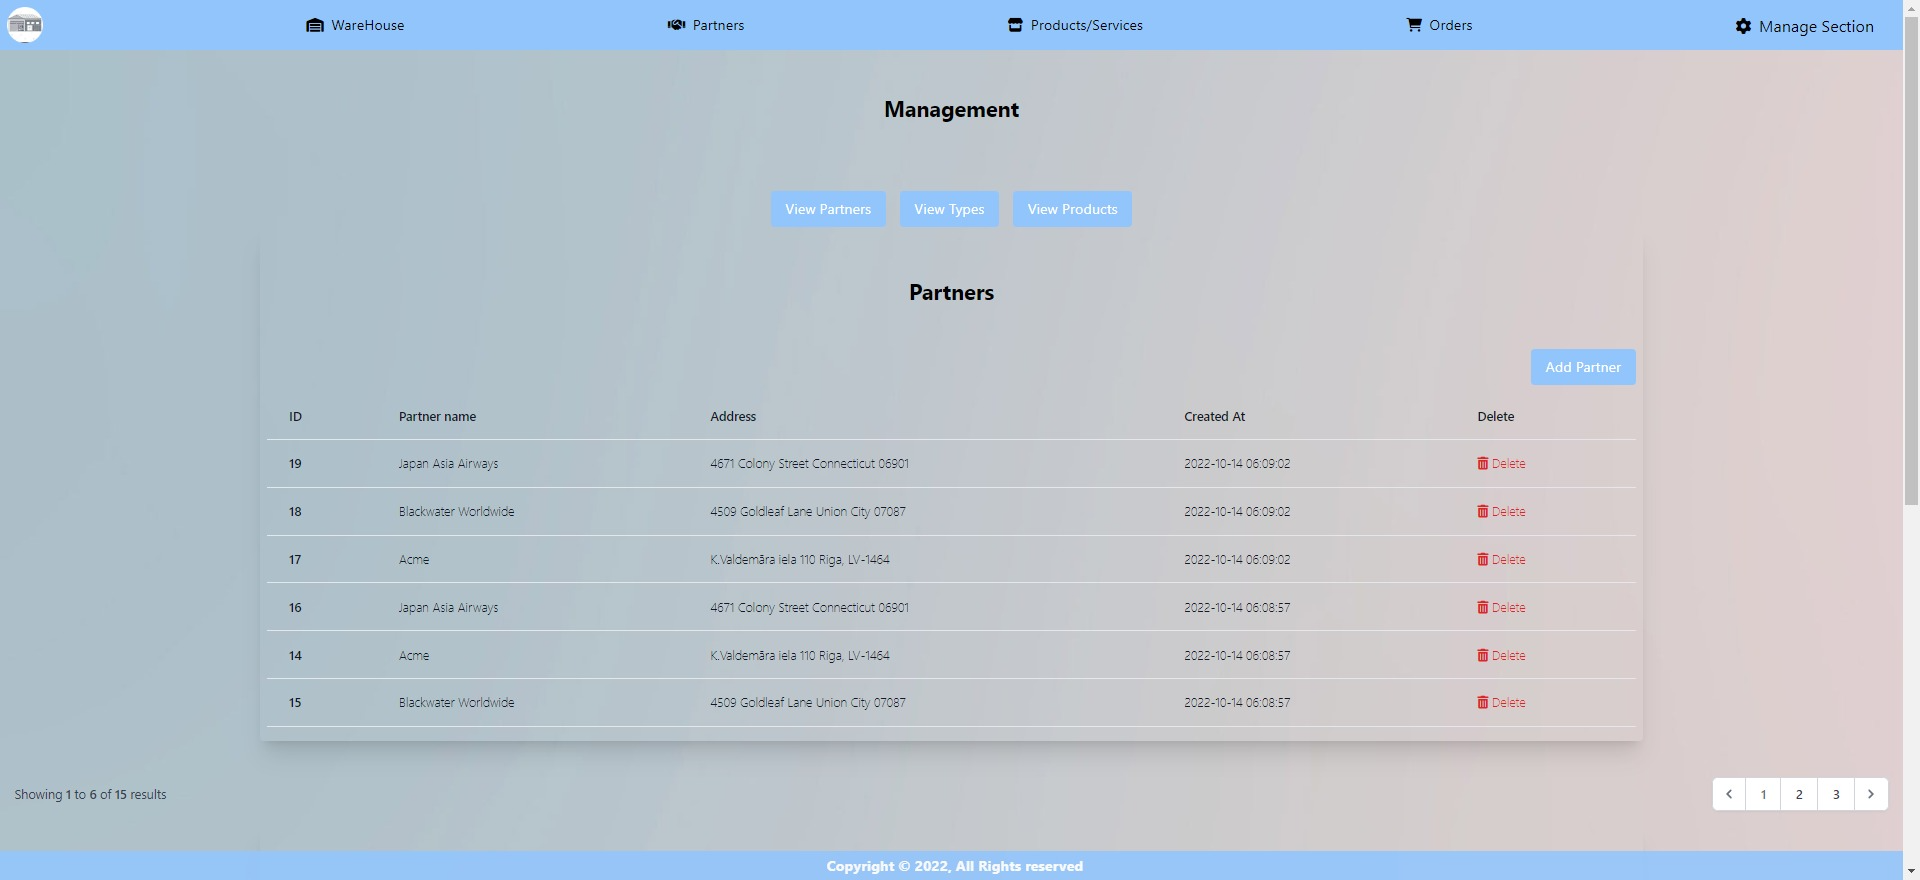 WareHouse Partners Products/Services Orders Manage Section
Management
View Partners View Types View Products
Partners
Add Partner
ID Partner name Address Created At Delete
19 Japan Asia Airways 4671 Colony Street Connecticut 06901 2022-10-14 06:09:02 Delete
18 Blackwater Worldwide 4509 Goldleaf Lane Union City 07087 2022-10-14 06:09:02 Delete
17 Acme K.Valdemāra iela 110 Riga, LV-1464 2022-10-14 06:09:02 Delete
16 Japan Asia Airways 4671 Colony Street Connecticut 06901 2022-10-14 06:08:57 Delete
14 Acme K.Valdemāra iela 110 Riga, LV-1464 2022-10-14 06:08:57 Delete
15 Blackwater Worldwide 4509 Goldleaf Lane Union City 07087 2022-10-14 06:08:57 Delete
Showing 1 to 6 of 15 results 1 2 3
Copyright © 2022, All Rights reserved